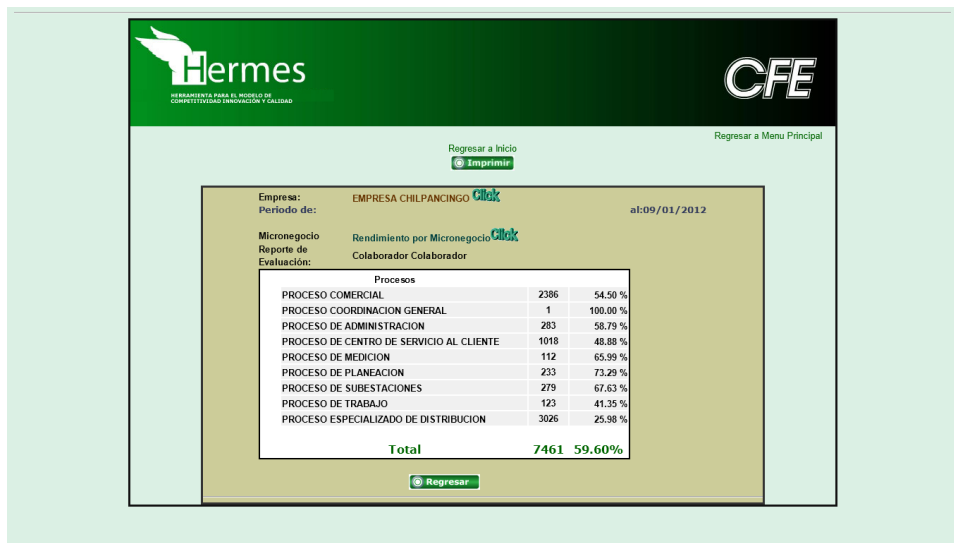 Hermes
HERRAMIENTA PARA EL MODELO DE
COMPETITIVIDAD INNOVACIÓN Y CALIDAD
CFE
Regresar a Menu Principal
Regresar a Inicio
Imprimir
Empresa: EMPRESA CHILPANCINGO Click
Periodo de: al:09/01/2012
Micronegocio Rendimiento por Micronegocio Click
Reporte de
Evaluación: Colaborador Colaborador
Procesos
PROCESO COMERCIAL 2386 54.50 %
PROCESO COORDINACION GENERAL 1 100.00 %
PROCESO DE ADMINISTRACION 283 58.79 %
PROCESO DE CENTRO DE SERVICIO AL CLIENTE 1018 48.88 %
PROCESO DE MEDICION 112 65.99 %
PROCESO DE PLANEACION 233 73.29 %
PROCESO DE SUBESTACIONES 279 67.63 %
PROCESO DE TRABAJO 123 41.35 %
PROCESO ESPECIALIZADO DE DISTRIBUCION 3026 25.98 %
Total 7461 59.60%
Regresar